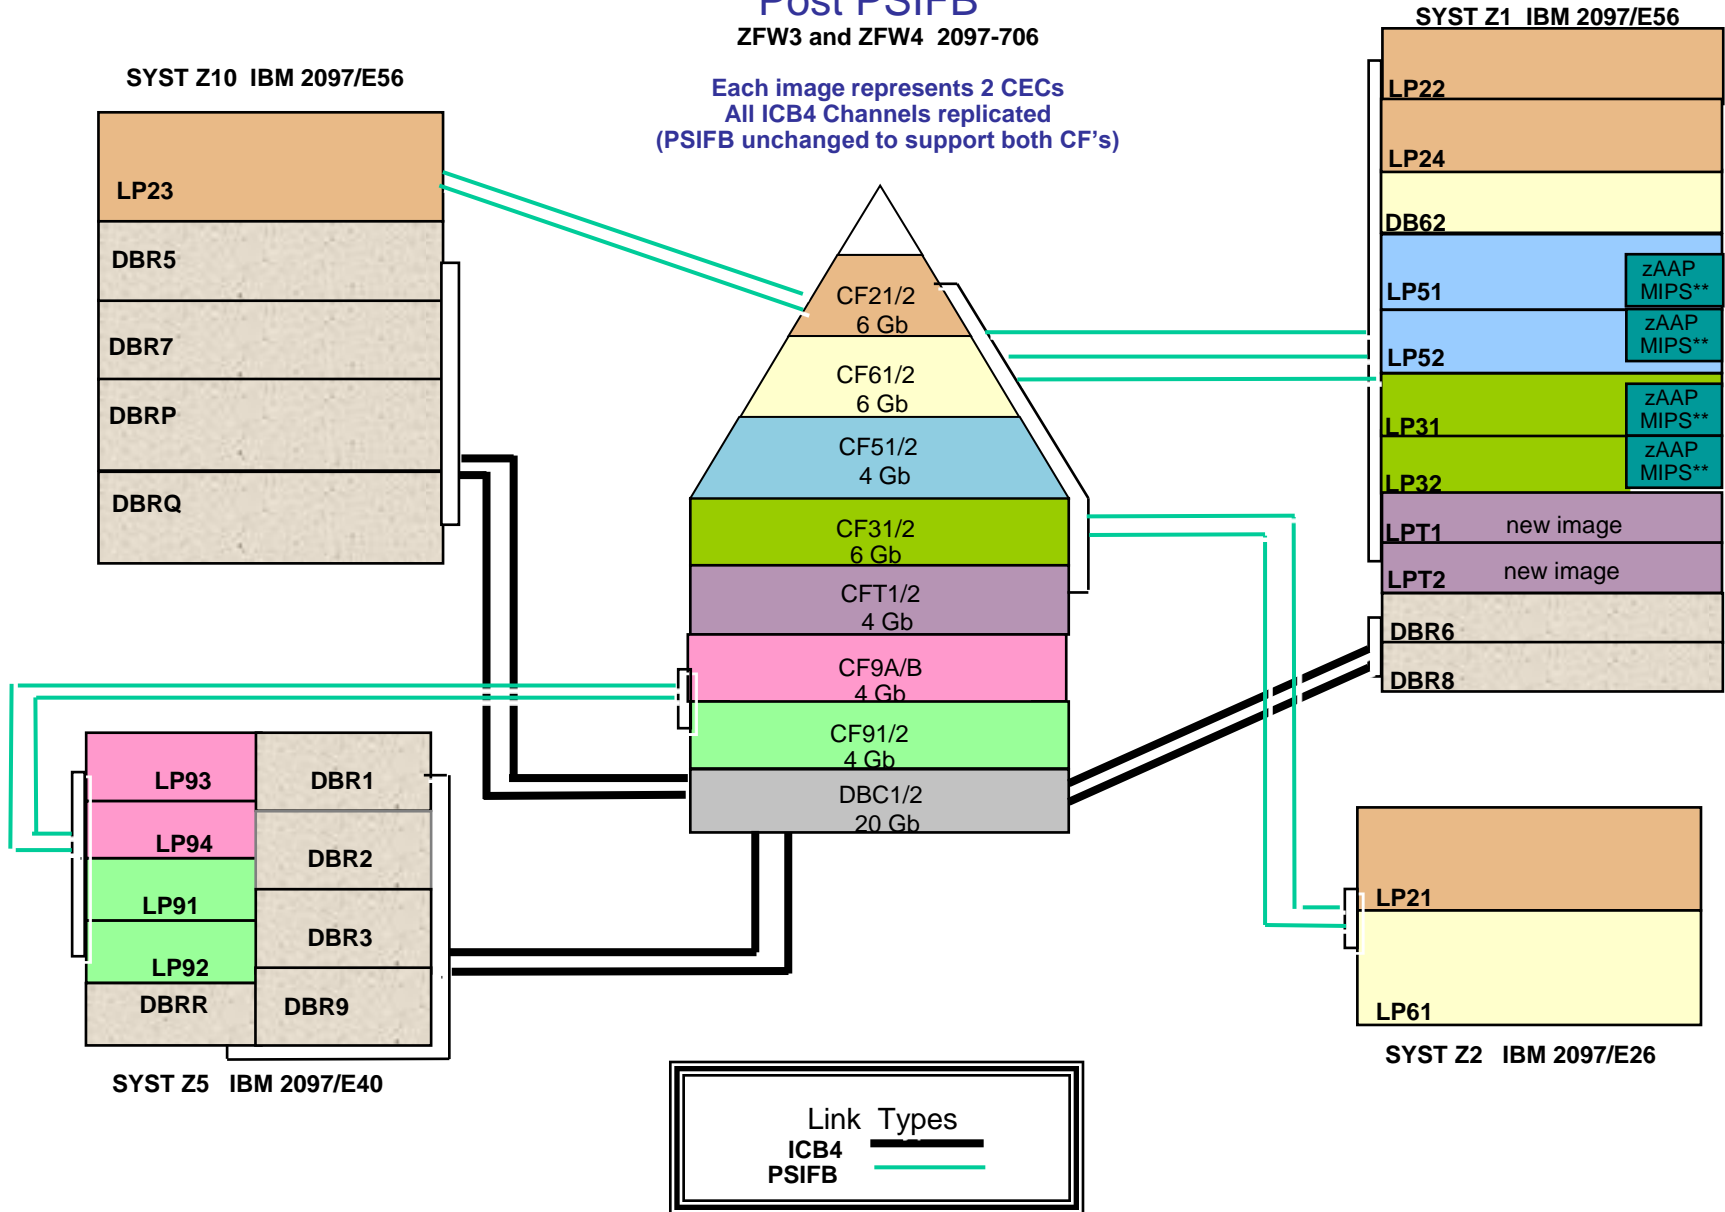 Post PSIFB
ZFW3 and ZFW4 2097-706
Each image represents 2 CECs
All ICB4 Channels replicated
(PSIFB unchanged to support both CF's)
SYST Z10 IBM 2097/E56
LP23
DBR5
DBR7
DBRP
DBRQ
SYST Z1 IBM 2097/E56
LP22
LP24
DB62
LP51
zAAP
MIPS**
LP52
zAAP
MIPS**
LP31
zAAP
MIPS**
LP32
zAAP
MIPS**
LPT1 new image
LPT2 new image
DBR6
DBR8
CF21/2
6 Gb
CF61/2
6 Gb
CF51/2
4 Gb
CF31/2
6 Gb
CFT1/2
4 Gb
CF9A/B
4 Gb
CF91/2
4 Gb
DBC1/2
20 Gb
LP93
LP94
LP91
LP92
DBRR
DBR1
DBR2
DBR3
DBR9
SYST Z5 IBM 2097/E40
LP21
LP61
SYST Z2 IBM 2097/E26
Link Types
ICB4
PSIFB